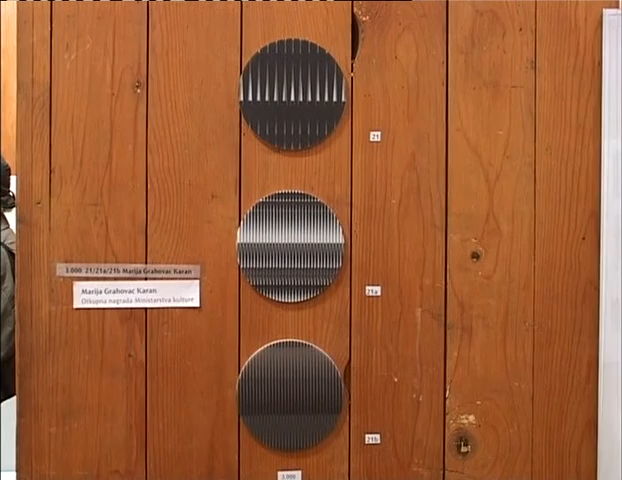 21
21a
3.000 21/21a/21b Marija Grahovac Karan
Marija Grahovac Karan
Otkupna nagrada Ministarstva kulture
21b
3.000